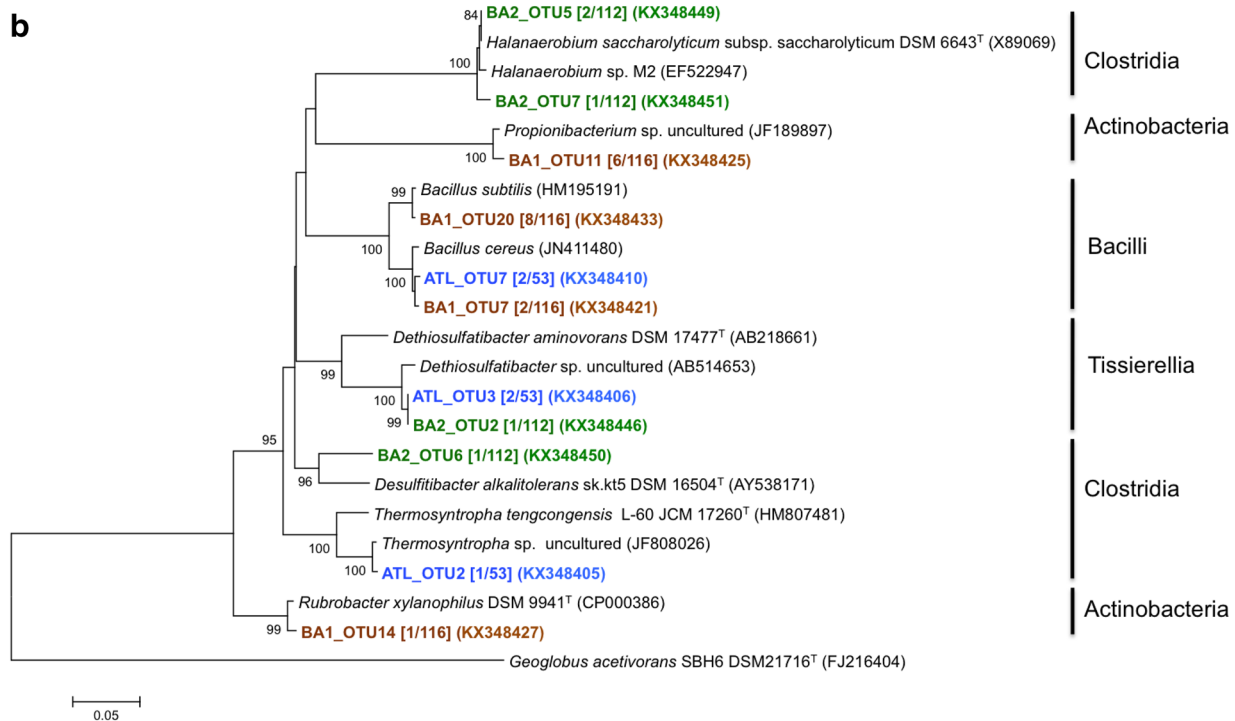 b
84
BA2_OTU5 [2/112] (KX348449)
Halanaerobium saccharolyticum subsp. saccharolyticum DSM 6643T (X89069)
Clostridia
100
Halanaerobium sp. M2 (EF522947)
BA2_OTU7 [1/112] (KX348451)
Propionibacterium sp. uncultured (JF189897)
Actinobacteria
100
BA1_OTU11 [6/116] (KX348425)
99
Bacillus subtilis (HM195191)
BA1_OTU20 [8/116] (KX348433)
100
Bacillus cereus (JN411480)
Bacilli
100
ATL_OTU7 [2/53] (KX348410)
BA1_OTU7 [2/116] (KX348421)
Dethiosulfatibacter aminovorans DSM 17477T (AB218661)
99
Dethiosulfatibacter sp. uncultured (AB514653)
Tissierellia
100
ATL_OTU3 [2/53] (KX348406)
99
BA2_OTU2 [1/112] (KX348446)
95
BA2_OTU6 [1/112] (KX348450)
96
Desulfitibacter alkalitolerans sk.kt5 DSM 16504T (AY538171)
Clostridia
Thermosyntropha tengcongensis L-60 JCM 17260T (HM807481)
100
Thermosyntropha sp. uncultured (JF808026)
100
ATL_OTU2 [1/53] (KX348405)
Rubrobacter xylanophilus DSM 9941T (CP000386)
Actinobacteria
99
BA1_OTU14 [1/116] (KX348427)
Geoglobus acetivorans SBH6 DSM21716T (FJ216404)
0.05